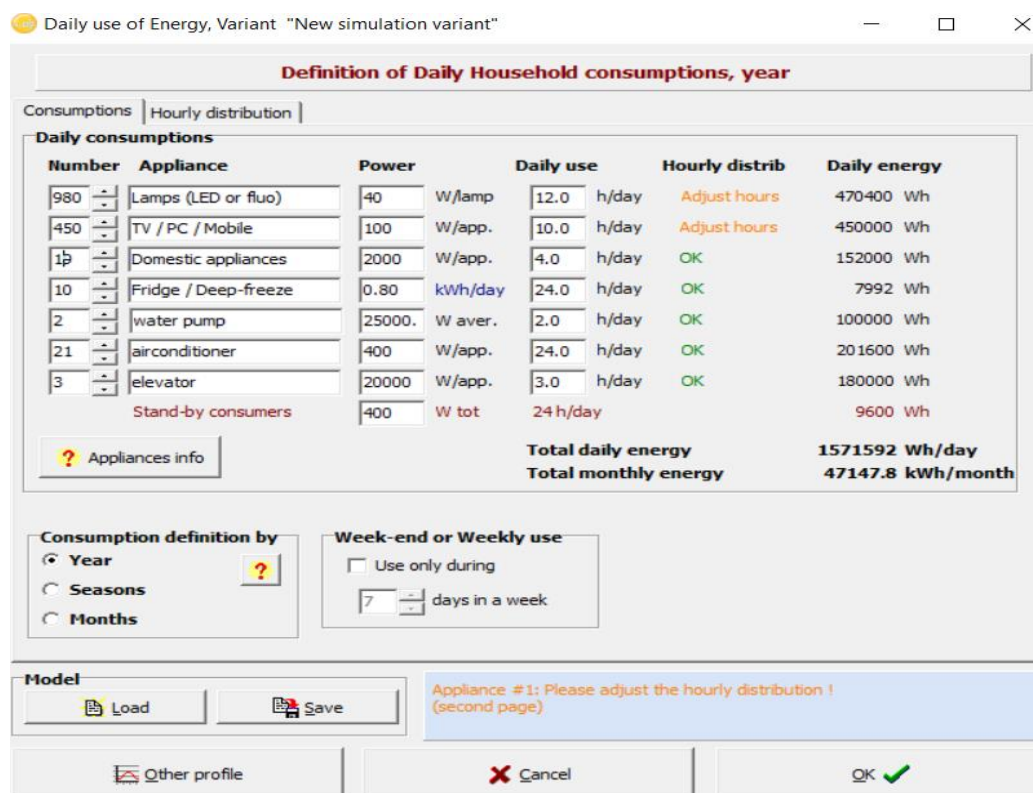 Daily use of Energy, Variant "New simulation variant"
Definition of Daily Household consumptions, year
Consumptions Hourly distribution
Daily consumptions
Number Appliance Power Daily use Hourly distrib Daily energy
980 Lamps (LED or fluo) 40 W/lamp 12.0 h/day Adjust hours 470400 Wh
450 TV / PC / Mobile 100 W/app. 10.0 h/day Adjust hours 450000 Wh
19 Domestic appliances 2000 W/app. 4.0 h/day OK 152000 Wh
10 Fridge / Deep-freeze 0.80 kWh/day 24.0 h/day OK 7992 Wh
2 water pump 25000. W aver. 2.0 h/day OK 100000 Wh
21 airconditioner 400 W/app. 24.0 h/day OK 201600 Wh
3 elevator 20000 W/app. 3.0 h/day OK 180000 Wh
Stand-by consumers 400 W tot 24 h/day 9600 Wh
? Appliances info
Total daily energy 1571592 Wh/day
Total monthly energy 47147.8 kWh/month
Consumption definition by
Year
?
Seasons
Months
Week-end or Weekly use
Use only during
7 days in a week
Model
Load Save
Appliance #1: Please adjust the hourly distribution !
(second page)
Other profile Cancel OK